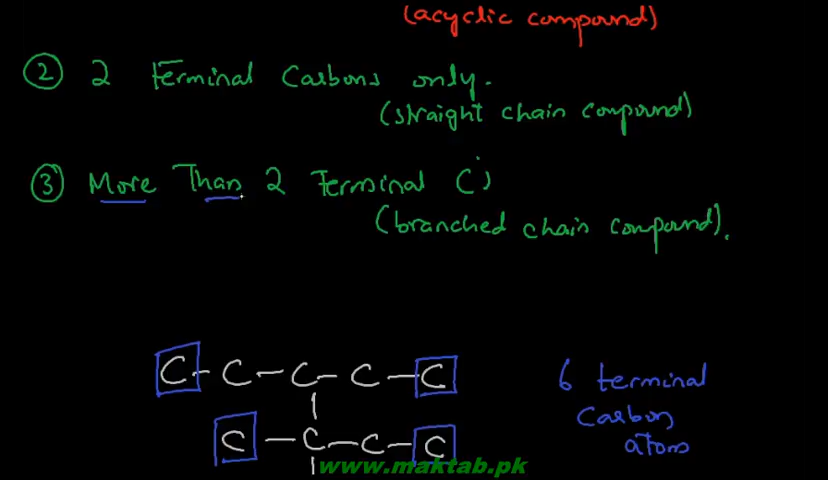 (acyclic compound)
② 2 Terminal Carbons only.
(straight chain compound)
③ More Than 2 Terminal C's
(branched chain compound).
C - C - C - C - C
6 terminal
Carbon
atoms
C - C - C - C
www.maktab.pk